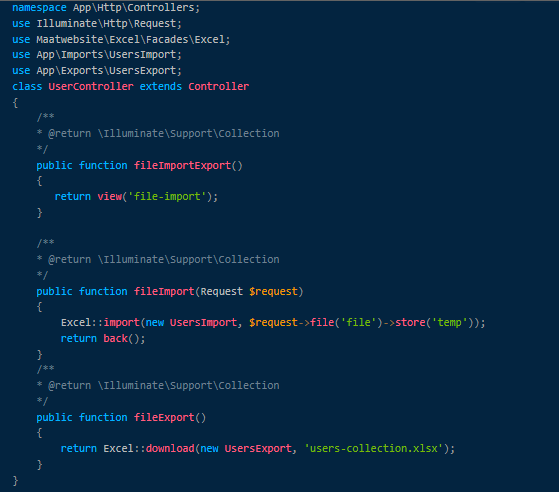 namespace App\Http\Controllers;
use Illuminate\Http\Request;
use Maatwebsite\Excel\Facades\Excel;
use App\Imports\UsersImport;
use App\Exports\UsersExport;
class UserController extends Controller
{
    /**
    * @return \Illuminate\Support\Collection
    */
    public function fileImportExport()
    {
       return view('file-import');
    }

    /**
    * @return \Illuminate\Support\Collection
    */
    public function fileImport(Request $request)
    {
        Excel::import(new UsersImport, $request->file('file')->store('temp'));
        return back();
    }
    /**
    * @return \Illuminate\Support\Collection
    */
    public function fileExport()
    {
        return Excel::download(new UsersExport, 'users-collection.xlsx');
    }
}